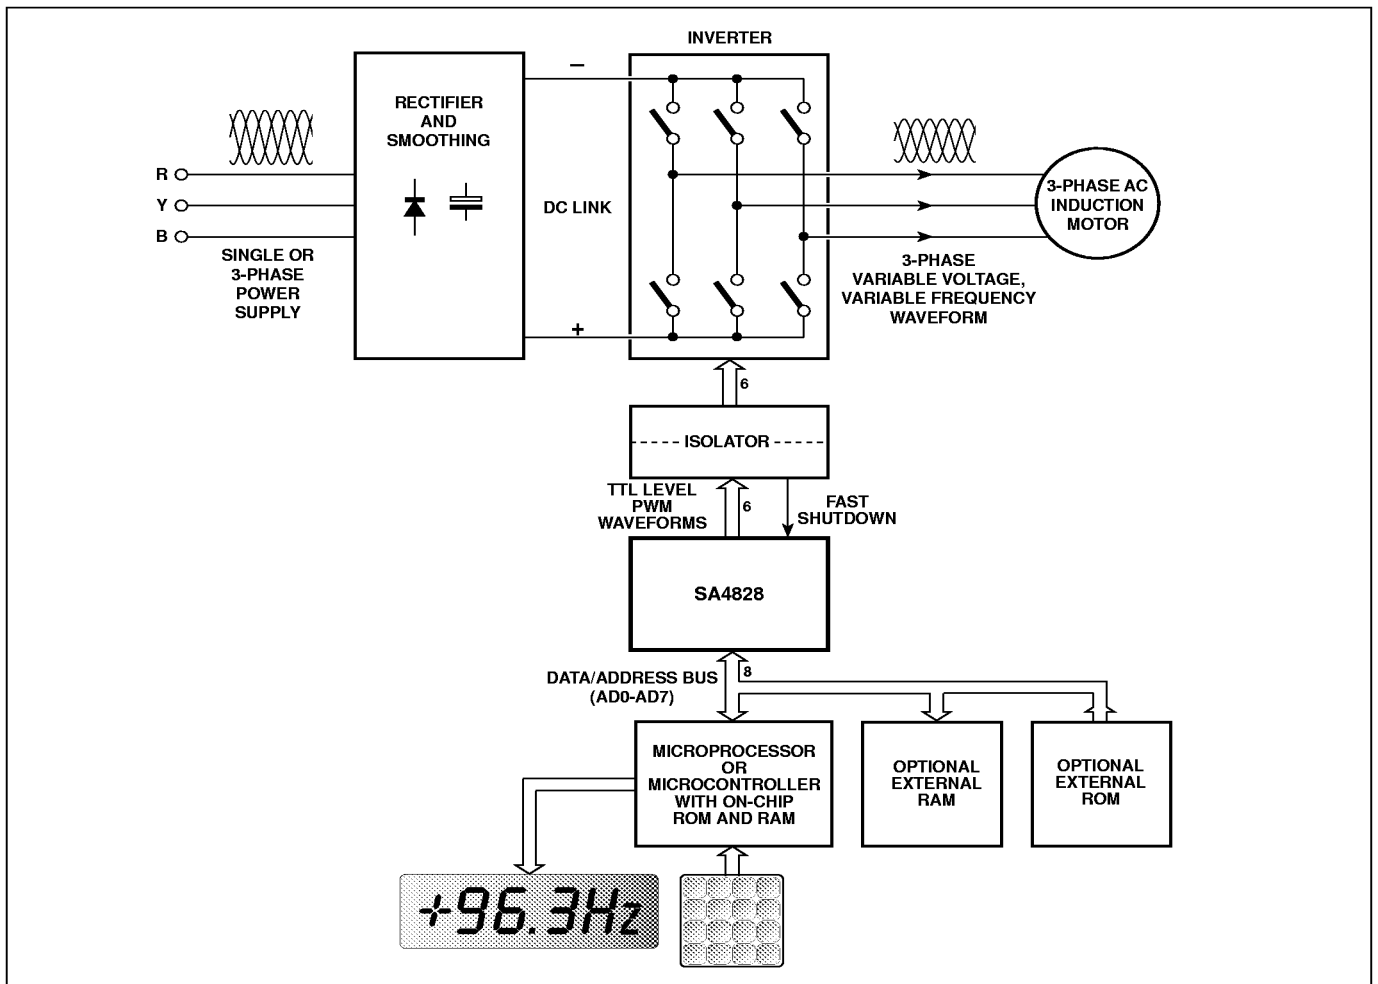 INVERTER
–
RECTIFIER
AND
SMOOTHING
R
Y
B
SINGLE OR
3-PHASE
POWER
SUPPLY
DC LINK
+
3-PHASE AC
INDUCTION
MOTOR
3-PHASE
VARIABLE VOLTAGE,
VARIABLE FREQUENCY
WAVEFORM
6
ISOLATOR
TTL LEVEL
PWM
WAVEFORMS
6
FAST
SHUTDOWN
SA4828
DATA/ADDRESS BUS
(AD0-AD7)
8
MICROPROCESSOR
OR
MICROCONTROLLER
WITH ON-CHIP
ROM AND RAM
OPTIONAL
EXTERNAL
RAM
OPTIONAL
EXTERNAL
ROM
+96.3Hz